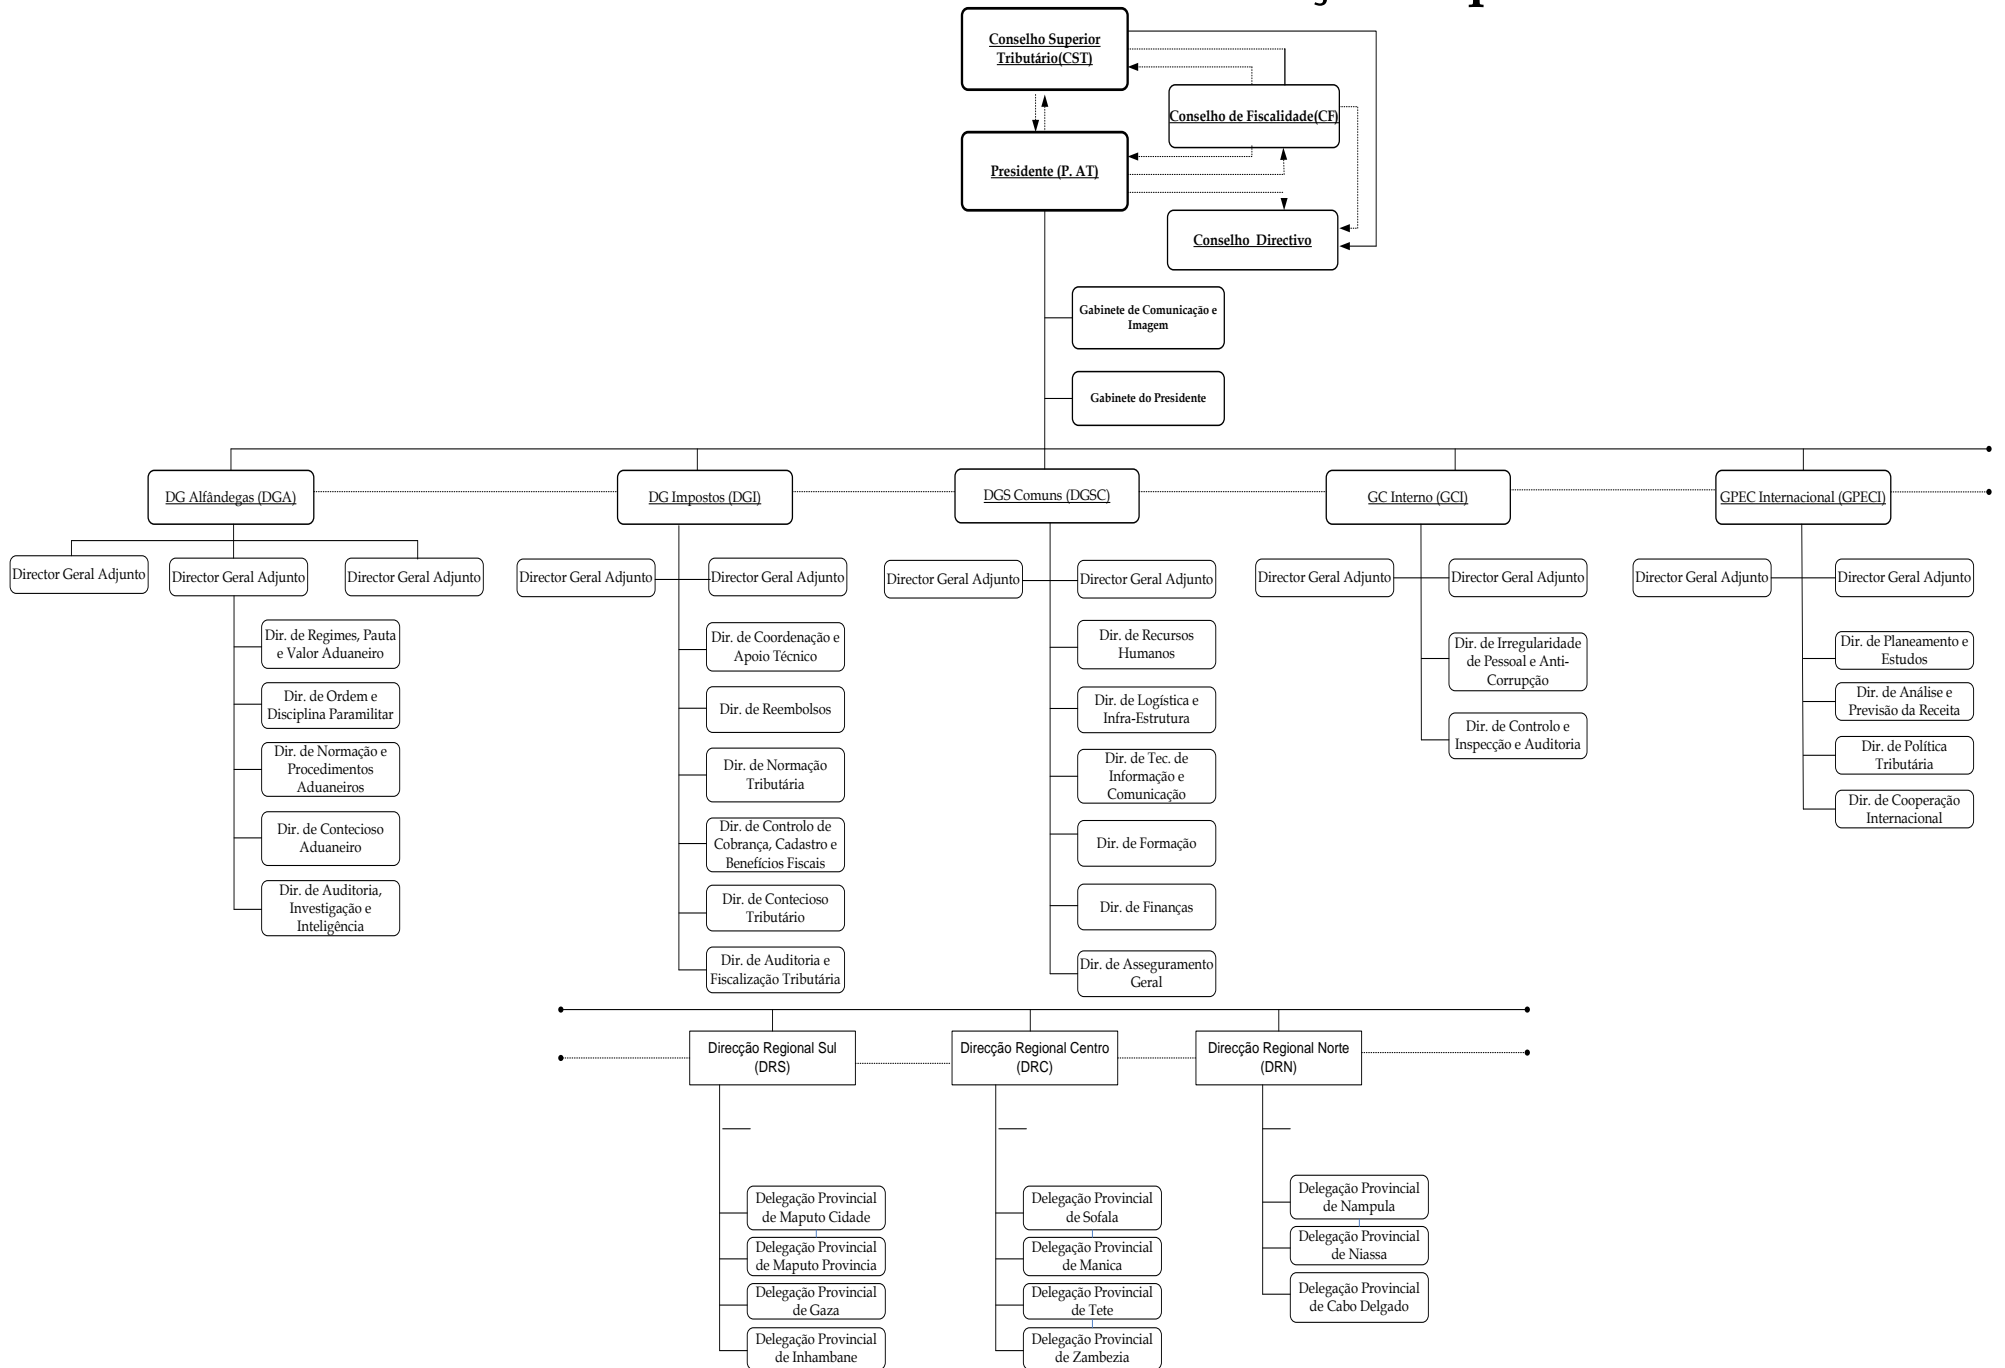 Conselho Superior
Tributário(CST)
Conselho de Fiscalidade(CF)
Presidente (P. AT)
Conselho Directivo
Gabinete de Comunicação e
Imagem
Gabinete do Presidente
DG Alfândegas (DGA)
DG Impostos (DGI)
DGS Comuns (DGSC)
GC Interno (GCI)
GPEC Internacional (GPECI)
Director Geral Adjunto
Director Geral Adjunto
Director Geral Adjunto
Director Geral Adjunto
Director Geral Adjunto
Director Geral Adjunto
Director Geral Adjunto
Director Geral Adjunto
Director Geral Adjunto
Director Geral Adjunto
Director Geral Adjunto
Dir. de Regimes, Pauta
e Valor Aduaneiro
Dir. de Ordem e
Disciplina Paramilitar
Dir. de Normação e
Procedimentos
Aduaneiros
Dir. de Contecioso
Aduaneiro
Dir. de Auditoria,
Investigação e
Inteligência
Dir. de Coordenação e
Apoio Técnico
Dir. de Reembolsos
Dir. de Normação
Tributária
Dir. de Controlo de
Cobrança, Cadastro e
Benefícios Fiscais
Dir. de Contecioso
Tributário
Dir. de Auditoria e
Fiscalização Tributária
Dir. de Recursos
Humanos
Dir. de Logística e
Infra-Estrutura
Dir. de Tec. de
Informação e
Comunicação
Dir. de Formação
Dir. de Finanças
Dir. de Asseguramento
Geral
Dir. de Irregularidade
de Pessoal e Anti-
Corrupção
Dir. de Controlo e
Inspecção e Auditoria
Dir. de Planeamento e
Estudos
Dir. de Análise e
Previsão da Receita
Dir. de Política
Tributária
Dir. de Cooperação
Internacional
Direcção Regional Sul
(DRS)
Direcção Regional Centro
(DRC)
Direcção Regional Norte
(DRN)
Delegação Provincial
de Maputo Cidade
Delegação Provincial
de Maputo Provincia
Delegação Provincial
de Gaza
Delegação Provincial
de Inhambane
Delegação Provincial
de Sofala
Delegação Provincial
de Manica
Delegação Provincial
de Tete
Delegação Provincial
de Zambezia
Delegação Provincial
de Nampula
Delegação Provincial
de Niassa
Delegação Provincial
de Cabo Delgado